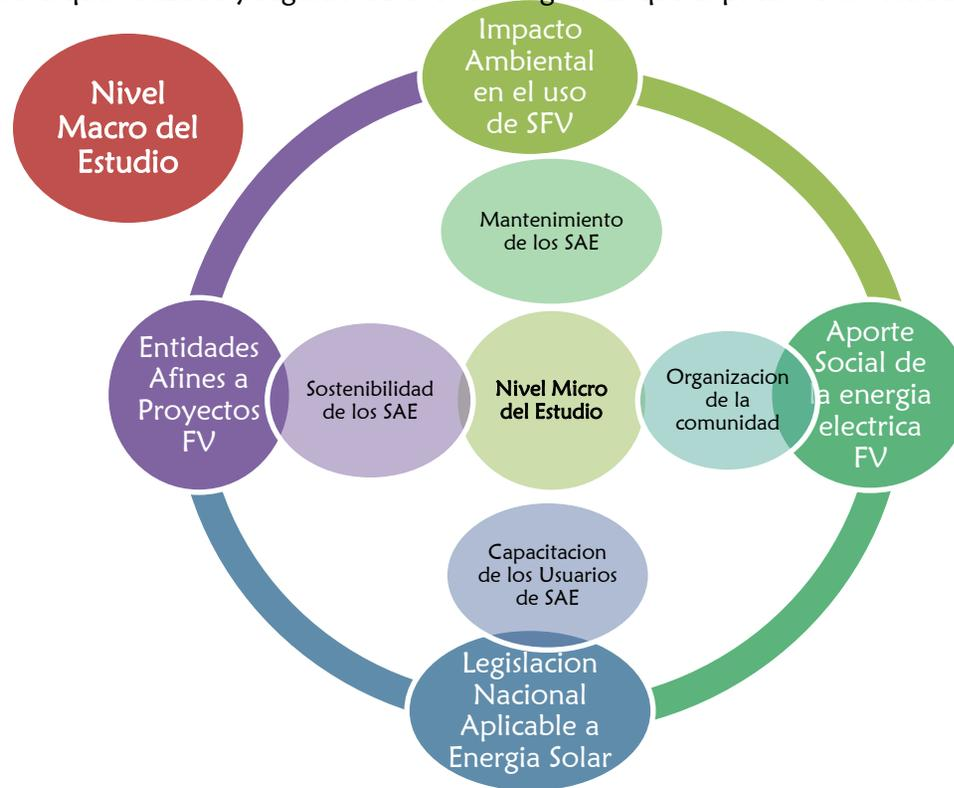 Impacto
Ambiental
en el uso
de SFV
Nivel
Macro del
Estudio
Mantenimiento
de los SAE
Entidades
Afines a
Proyectos
FV
Sostenibilidad
de los SAE
Nivel Micro
del Estudio
Organizacion
de la
comunidad
Aporte
Social de
la energia
electrica
FV
Capacitacion
de los Usuarios
de SAE
Legislacion
Nacional
Aplicable a
Energia Solar